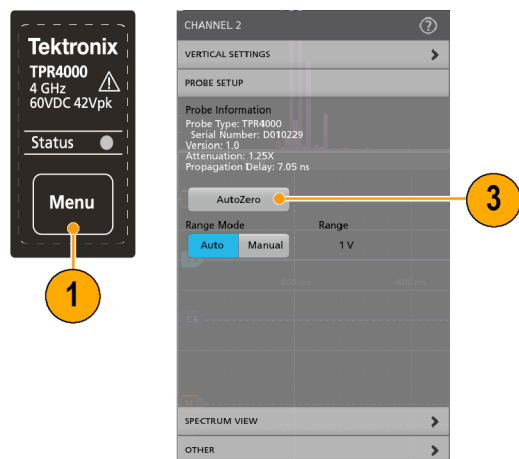 Tektronix
TPR4000
4 GHz
60VDC 42Vpk
Status
Menu
1
CHANNEL 2
?
VERTICAL SETTINGS
PROBE SETUP
Probe Information
Probe Type: TPR4000
Serial Number: D010229
Version: 1.0
Attenuation: 1.25X
Propagation Delay: 7.05 ns
AutoZero
3
Range Mode
Range
Auto
Manual
1 V
C 6
SPECTRUM VIEW
OTHER